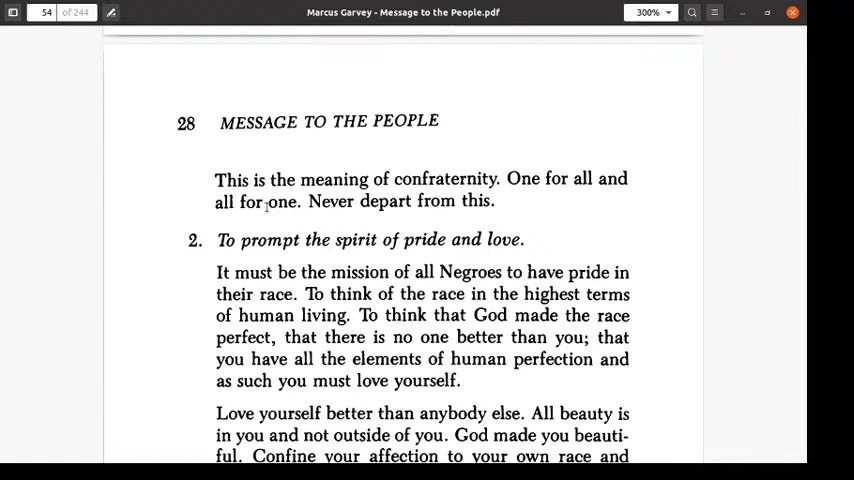 54 of 244
Marcus Garvey - Message to the People.pdf
300%
28 MESSAGE TO THE PEOPLE
This is the meaning of confraternity. One for all and
all for one. Never depart from this.
2. To prompt the spirit of pride and love.
It must be the mission of all Negroes to have pride in
their race. To think of the race in the highest terms
of human living. To think that God made the race
perfect, that there is no one better than you; that
you have all the elements of human perfection and
as such you must love yourself.
Love yourself better than anybody else. All beauty is
in you and not outside of you. God made you beauti-
ful. Confine your affection to your own race and